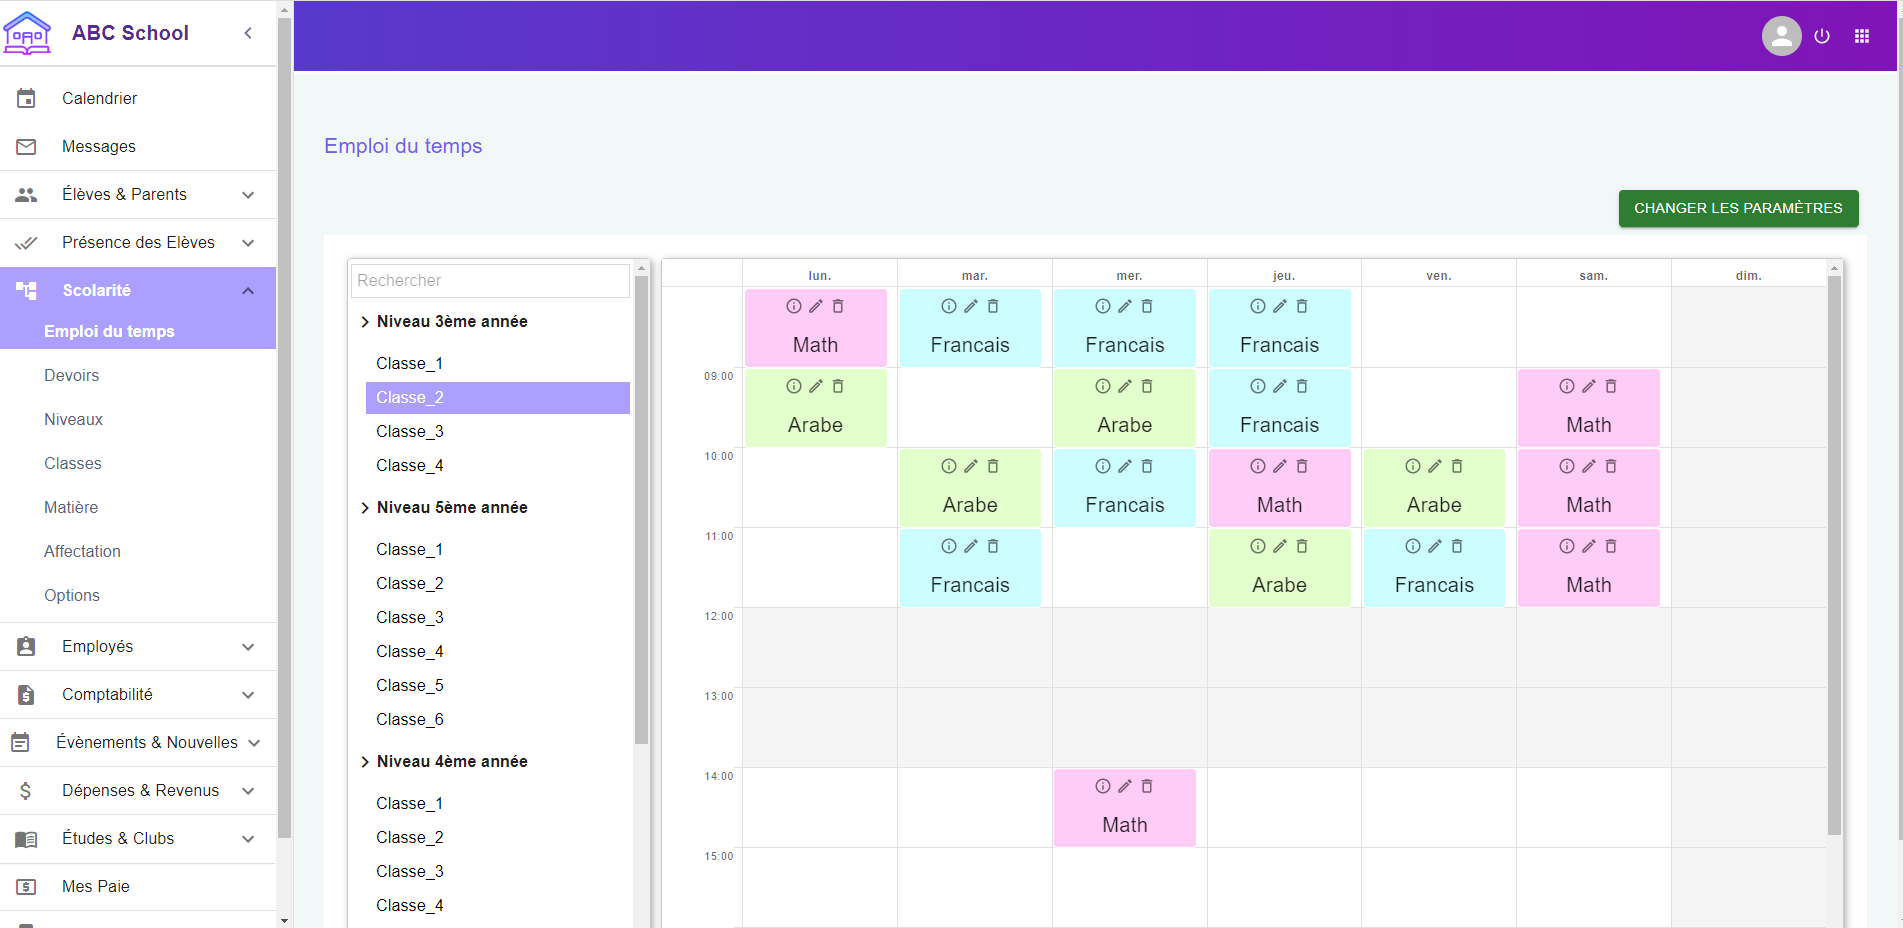 ABC School
Calendrier
Messages
Élèves & Parents
Présence des Elèves
Scolarité
Emploi du temps
Devoirs
Niveaux
Classes
Matière
Affectation
Options
Employés
Comptabilité
Évènements & Nouvelles
Dépenses & Revenus
Études & Clubs
Mes Paie
Emploi du temps
CHANGER LES PARAMÈTRES
Rechercher
Niveau 3ème année
Classe_1
Classe_2
Classe_3
Classe_4
Niveau 5ème année
Classe_1
Classe_2
Classe_3
Classe_4
Classe_5
Classe_6
Niveau 4ème année
Classe_1
Classe_2
Classe_3
Classe_4
lun. mar. mer. jeu. ven. sam. dim.
Math Francais Francais Francais
09:00
Arabe Arabe Francais Math
10:00
Arabe Francais Math Arabe Math
11:00
Francais Arabe Francais Math
12:00
13:00
14:00
Math
15:00